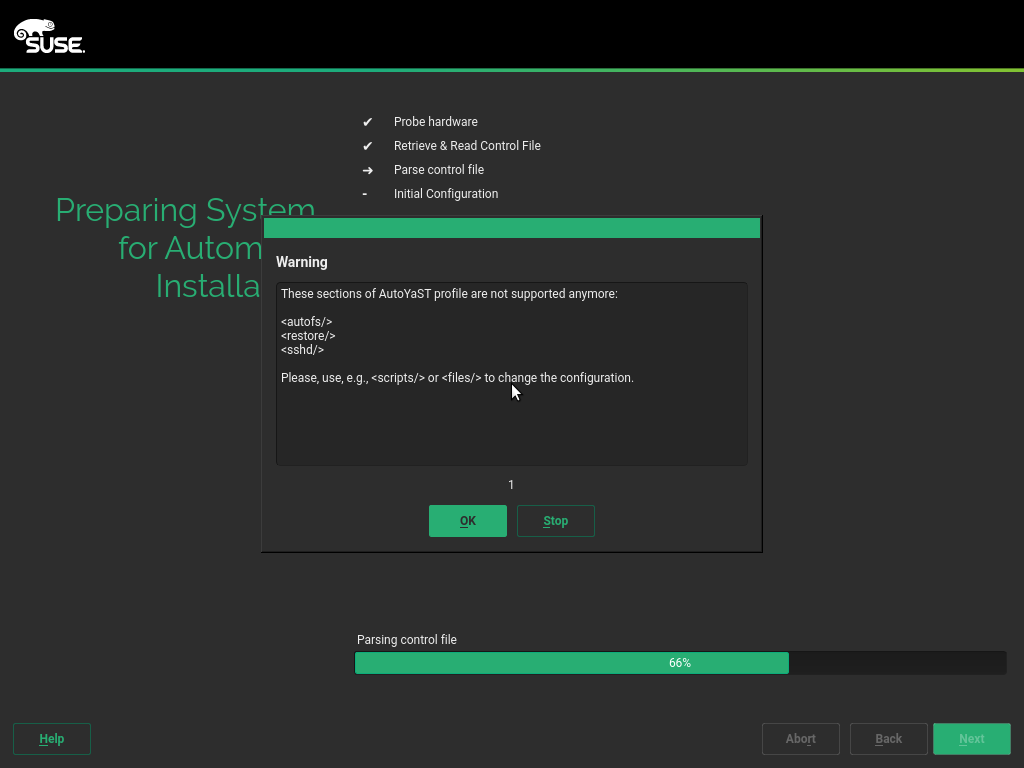 SUSE.
✔ Probe hardware
✔ Retrieve & Read Control File
➜ Parse control file
- Initial Configuration
Preparing System
for Autom
Installa
Warning
These sections of AutoYaST profile are not supported anymore:
<autofs/>
<restore/>
<sshd/>
Please, use, e.g., <scripts/> or <files/> to change the configuration.
1
OK Stop
Parsing control file
66%
Help Abort Back Next